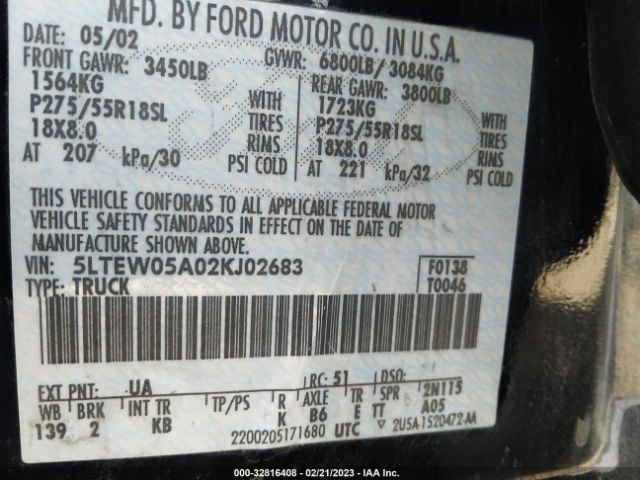 MFD. BY FORD MOTOR CO. IN U.S.A.
DATE: 05/02 GVWR: 6800LB/ 3084KG
FRONT GAWR: 3450LB REAR GAWR: 3800LB
1564KG WITH 1723KG WITH
P275/55R18SL TIRES P275/55R18SL TIRES
18X8.0 RINS 18X8.0 RINS
AT 207 kPa/30 PSI COLD AT 221 kPa/32 PSI COLD
THIS VEHICLE CONFORMS TO ALL APPLICABLE FEDERAL MOTOR
VEHICLE SAFETY STANDARDS IN EFFECT ON THE DATE OF
MANUFACTURE SHOWN ABOVE.
VIN: 5LTEW05A02KJ02683 F0138
TYPE: TRUCK T0046
EXT PNT: UA RC: 51 DSO:
WB BRK INT TR TP/PS R AXLE TR SPR 2N115
139 2 KB K B6 E TT A05
2200205171680 UTC ▽ 2U5A-1520472-AA
000-32816408 - 02/21/2023 - IAA Inc.